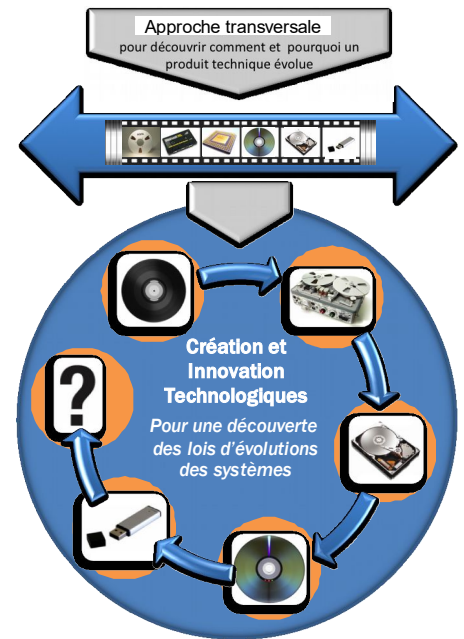 Approche transversale
pour découvrir comment et pourquoi un
produit technique évolue
Création et
Innovation
Technologiques
Pour une découverte
des lois d'évolutions
des systèmes
?